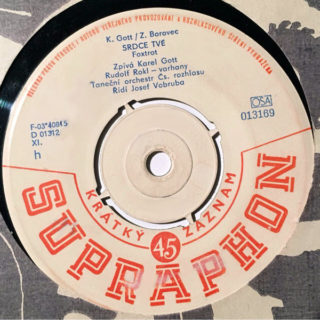 K. Gott / Z. Borovec
SRDCE TVÉ
Foxtrot
Zpívá Karel Gott
Rudolf Rokl – varhany
Taneční orchestr Čs. rozhlasu
Řídí Josef Vobruba
F-03*40845
D 01312
XI.
h
OSA
013169
KRÁTKÝ 45 ZÁZNAM
SUPRAPHON